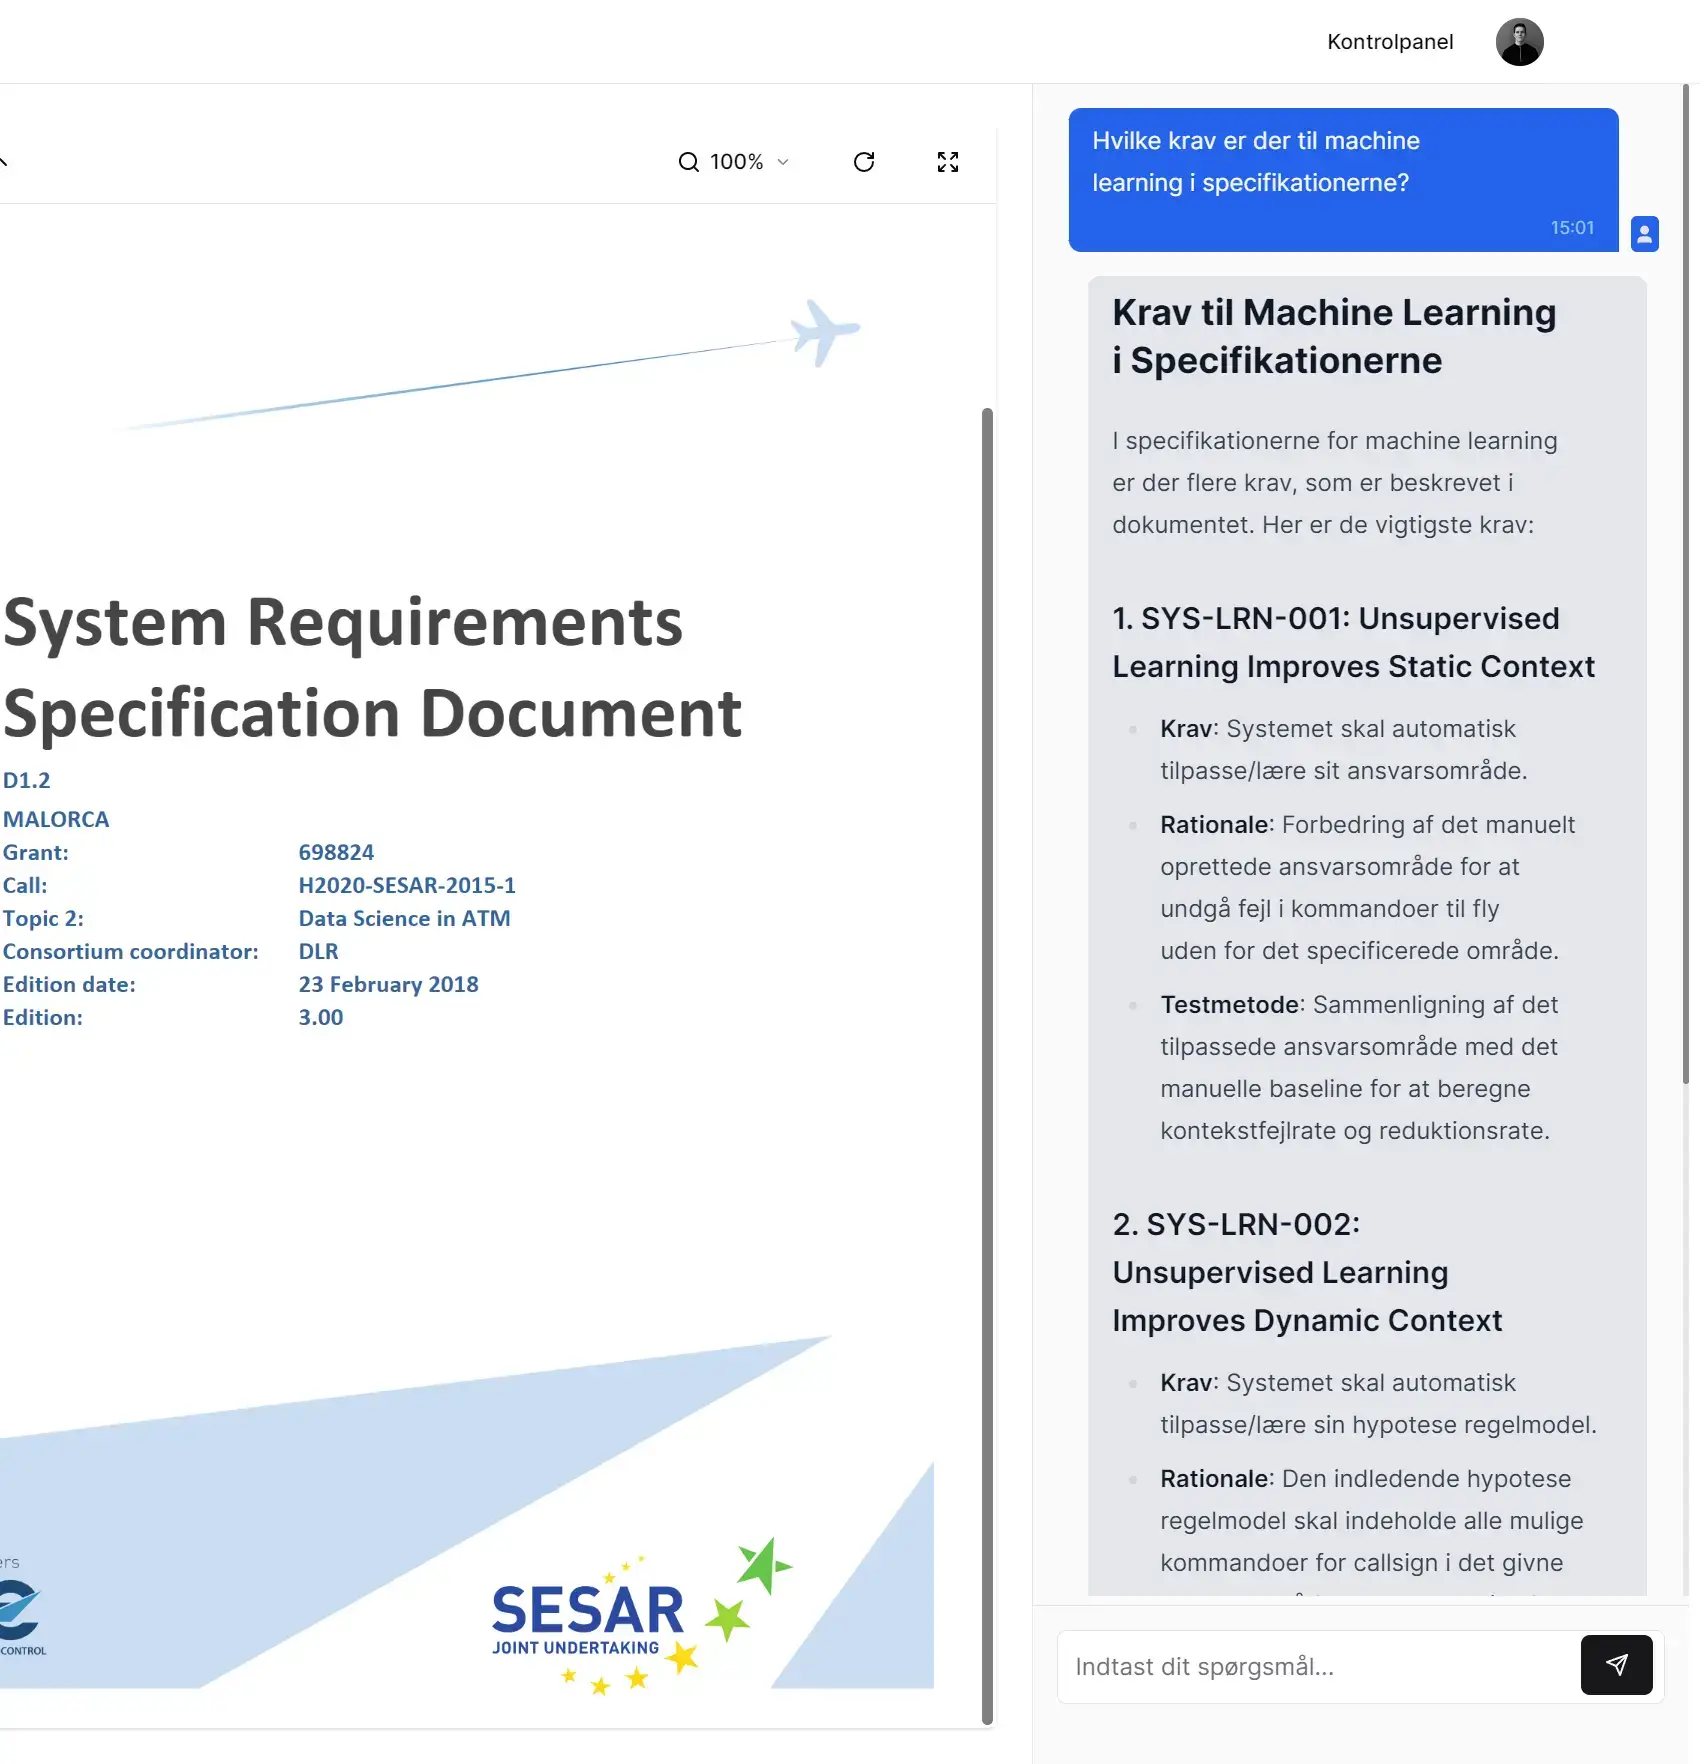 Kontrolpanel
100%
System Requirements
Specification Document
D1.2
MALORCA
Grant: 698824
Call: H2020-SESAR-2015-1
Topic 2: Data Science in ATM
Consortium coordinator: DLR
Edition date: 23 February 2018
Edition: 3.00
ers
CONTROL
SESAR
JOINT UNDERTAKING
Hvilke krav er der til machine
learning i specifikationerne?
15:01
Krav til Machine Learning
i Specifikationerne
I specifikationerne for machine learning
er der flere krav, som er beskrevet i
dokumentet. Her er de vigtigste krav:
1. SYS-LRN-001: Unsupervised
Learning Improves Static Context
Krav: Systemet skal automatisk
tilpasse/lære sit ansvarsområde.
Rationale: Forbedring af det manuelt
oprettede ansvarsområde for at
undgå fejl i kommandoer til fly
uden for det specificerede område.
Testmetode: Sammenligning af det
tilpassede ansvarsområde med det
manuelle baseline for at beregne
kontekstfejlrate og reduktionsrate.
2. SYS-LRN-002:
Unsupervised Learning
Improves Dynamic Context
Krav: Systemet skal automatisk
tilpasse/lære sin hypotese regelmodel.
Rationale: Den indledende hypotese
regelmodel skal indeholde alle mulige
kommandoer for callsign i det givne
Indtast dit spørgsmål...